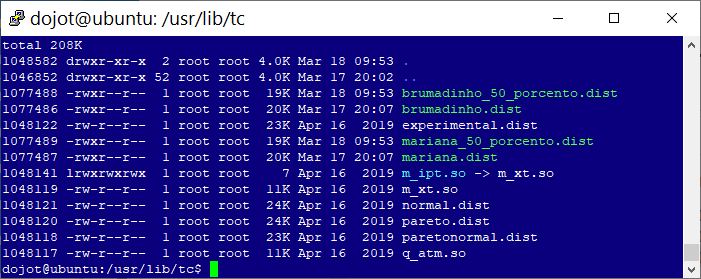 dojot@ubuntu: /usr/lib/tc
total 208K
1048582 drwxr-xr-x  2 root root 4.0K Mar 18 09:53 .
1046852 drwxr-xr-x 52 root root 4.0K Mar 17 20:02 ..
1077488 -rwxr--r--  1 root root  19K Mar 18 09:53 brumadinho_50_porcento.dist
1077486 -rwxr--r--  1 root root  20K Mar 17 20:07 brumadinho.dist
1048122 -rw-r--r--  1 root root  23K Apr 16  2019 experimental.dist
1077489 -rwxr--r--  1 root root  19K Mar 18 09:53 mariana_50_porcento.dist
1077487 -rwxr--r--  1 root root  20K Mar 17 20:07 mariana.dist
1048141 lrwxrwxrwx  1 root root    7 Apr 16  2019 m_ipt.so -> m_xt.so
1048119 -rw-r--r--  1 root root  11K Apr 16  2019 m_xt.so
1048121 -rw-r--r--  1 root root  24K Apr 16  2019 normal.dist
1048120 -rw-r--r--  1 root root  24K Apr 16  2019 pareto.dist
1048118 -rw-r--r--  1 root root  23K Apr 16  2019 paretonormal.dist
1048117 -rw-r--r--  1 root root  11K Apr 16  2019 q_atm.so
dojot@ubuntu:/usr/lib/tc$